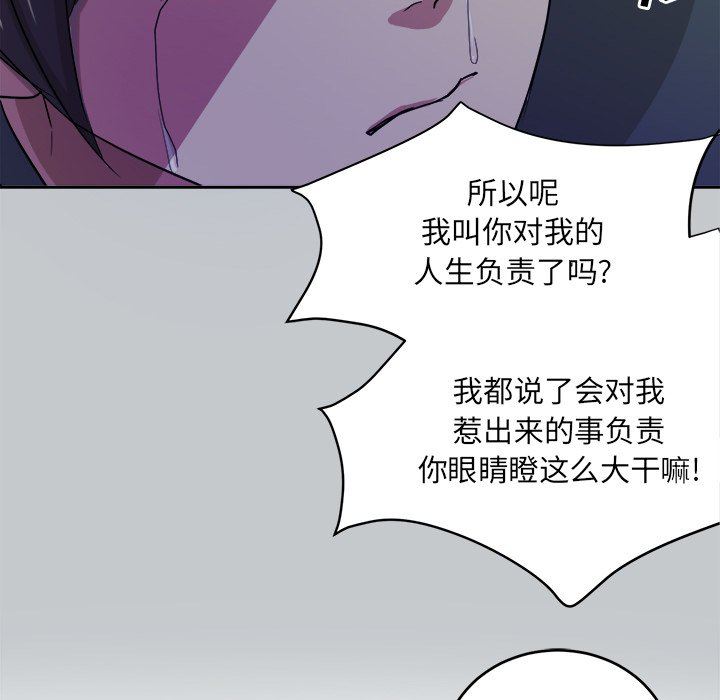 所以呢
我叫你对我的
人生负责了吗?
我都说了会对我
惹出来的事负责
你眼睛瞪这么大干嘛!